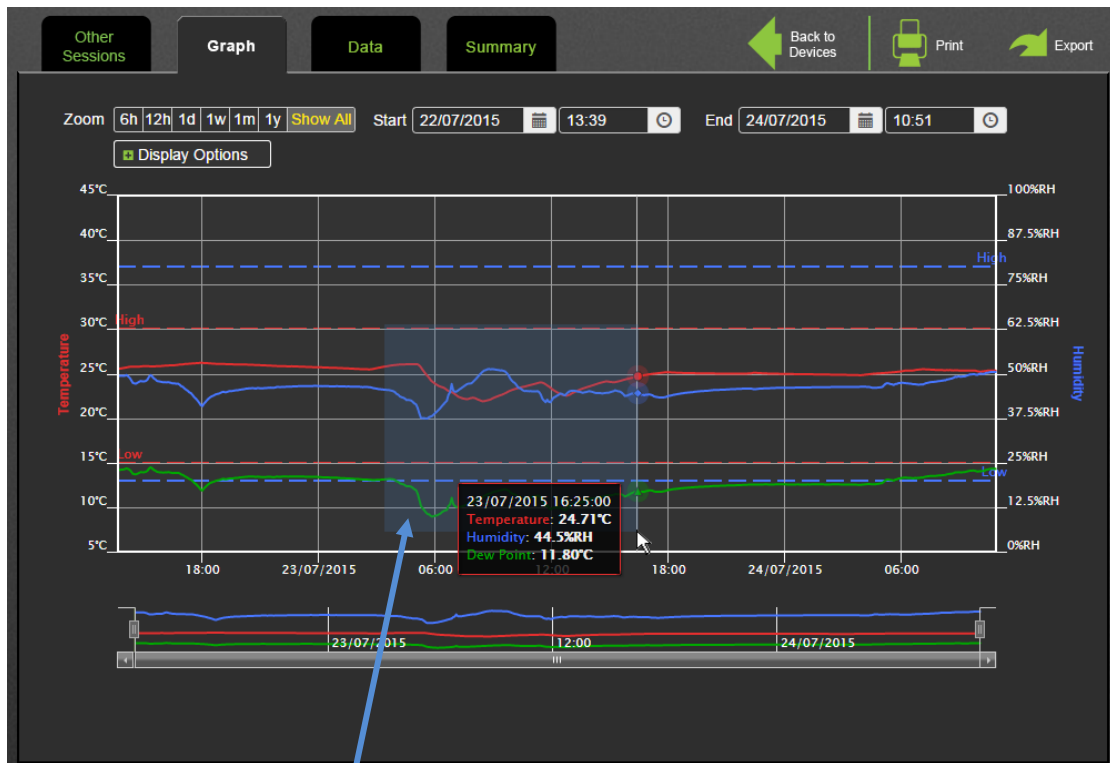 Other
Sessions
Graph
Data
Summary
Back to
Devices
Print
Export
Zoom 6h 12h 1d 1w 1m 1y Show All Start 22/07/2015 13:39 End 24/07/2015 10:51
Display Options
45°C
40°C
35°C
30°C
25°C
20°C
15°C
10°C
5°C
Temperature
High
Low
100%RH
87.5%RH
75%RH
62.5%RH
50%RH
37.5%RH
25%RH
12.5%RH
0%RH
Humidity
High
Low
23/07/2015 16:25:00
Temperature: 24.71°C
Humidity: 44.5%RH
Dew Point: 11.80°C
18:00 23/07/2015 06:00 12:00 18:00 24/07/2015 06:00
23/07/2015 12:00 24/07/2015